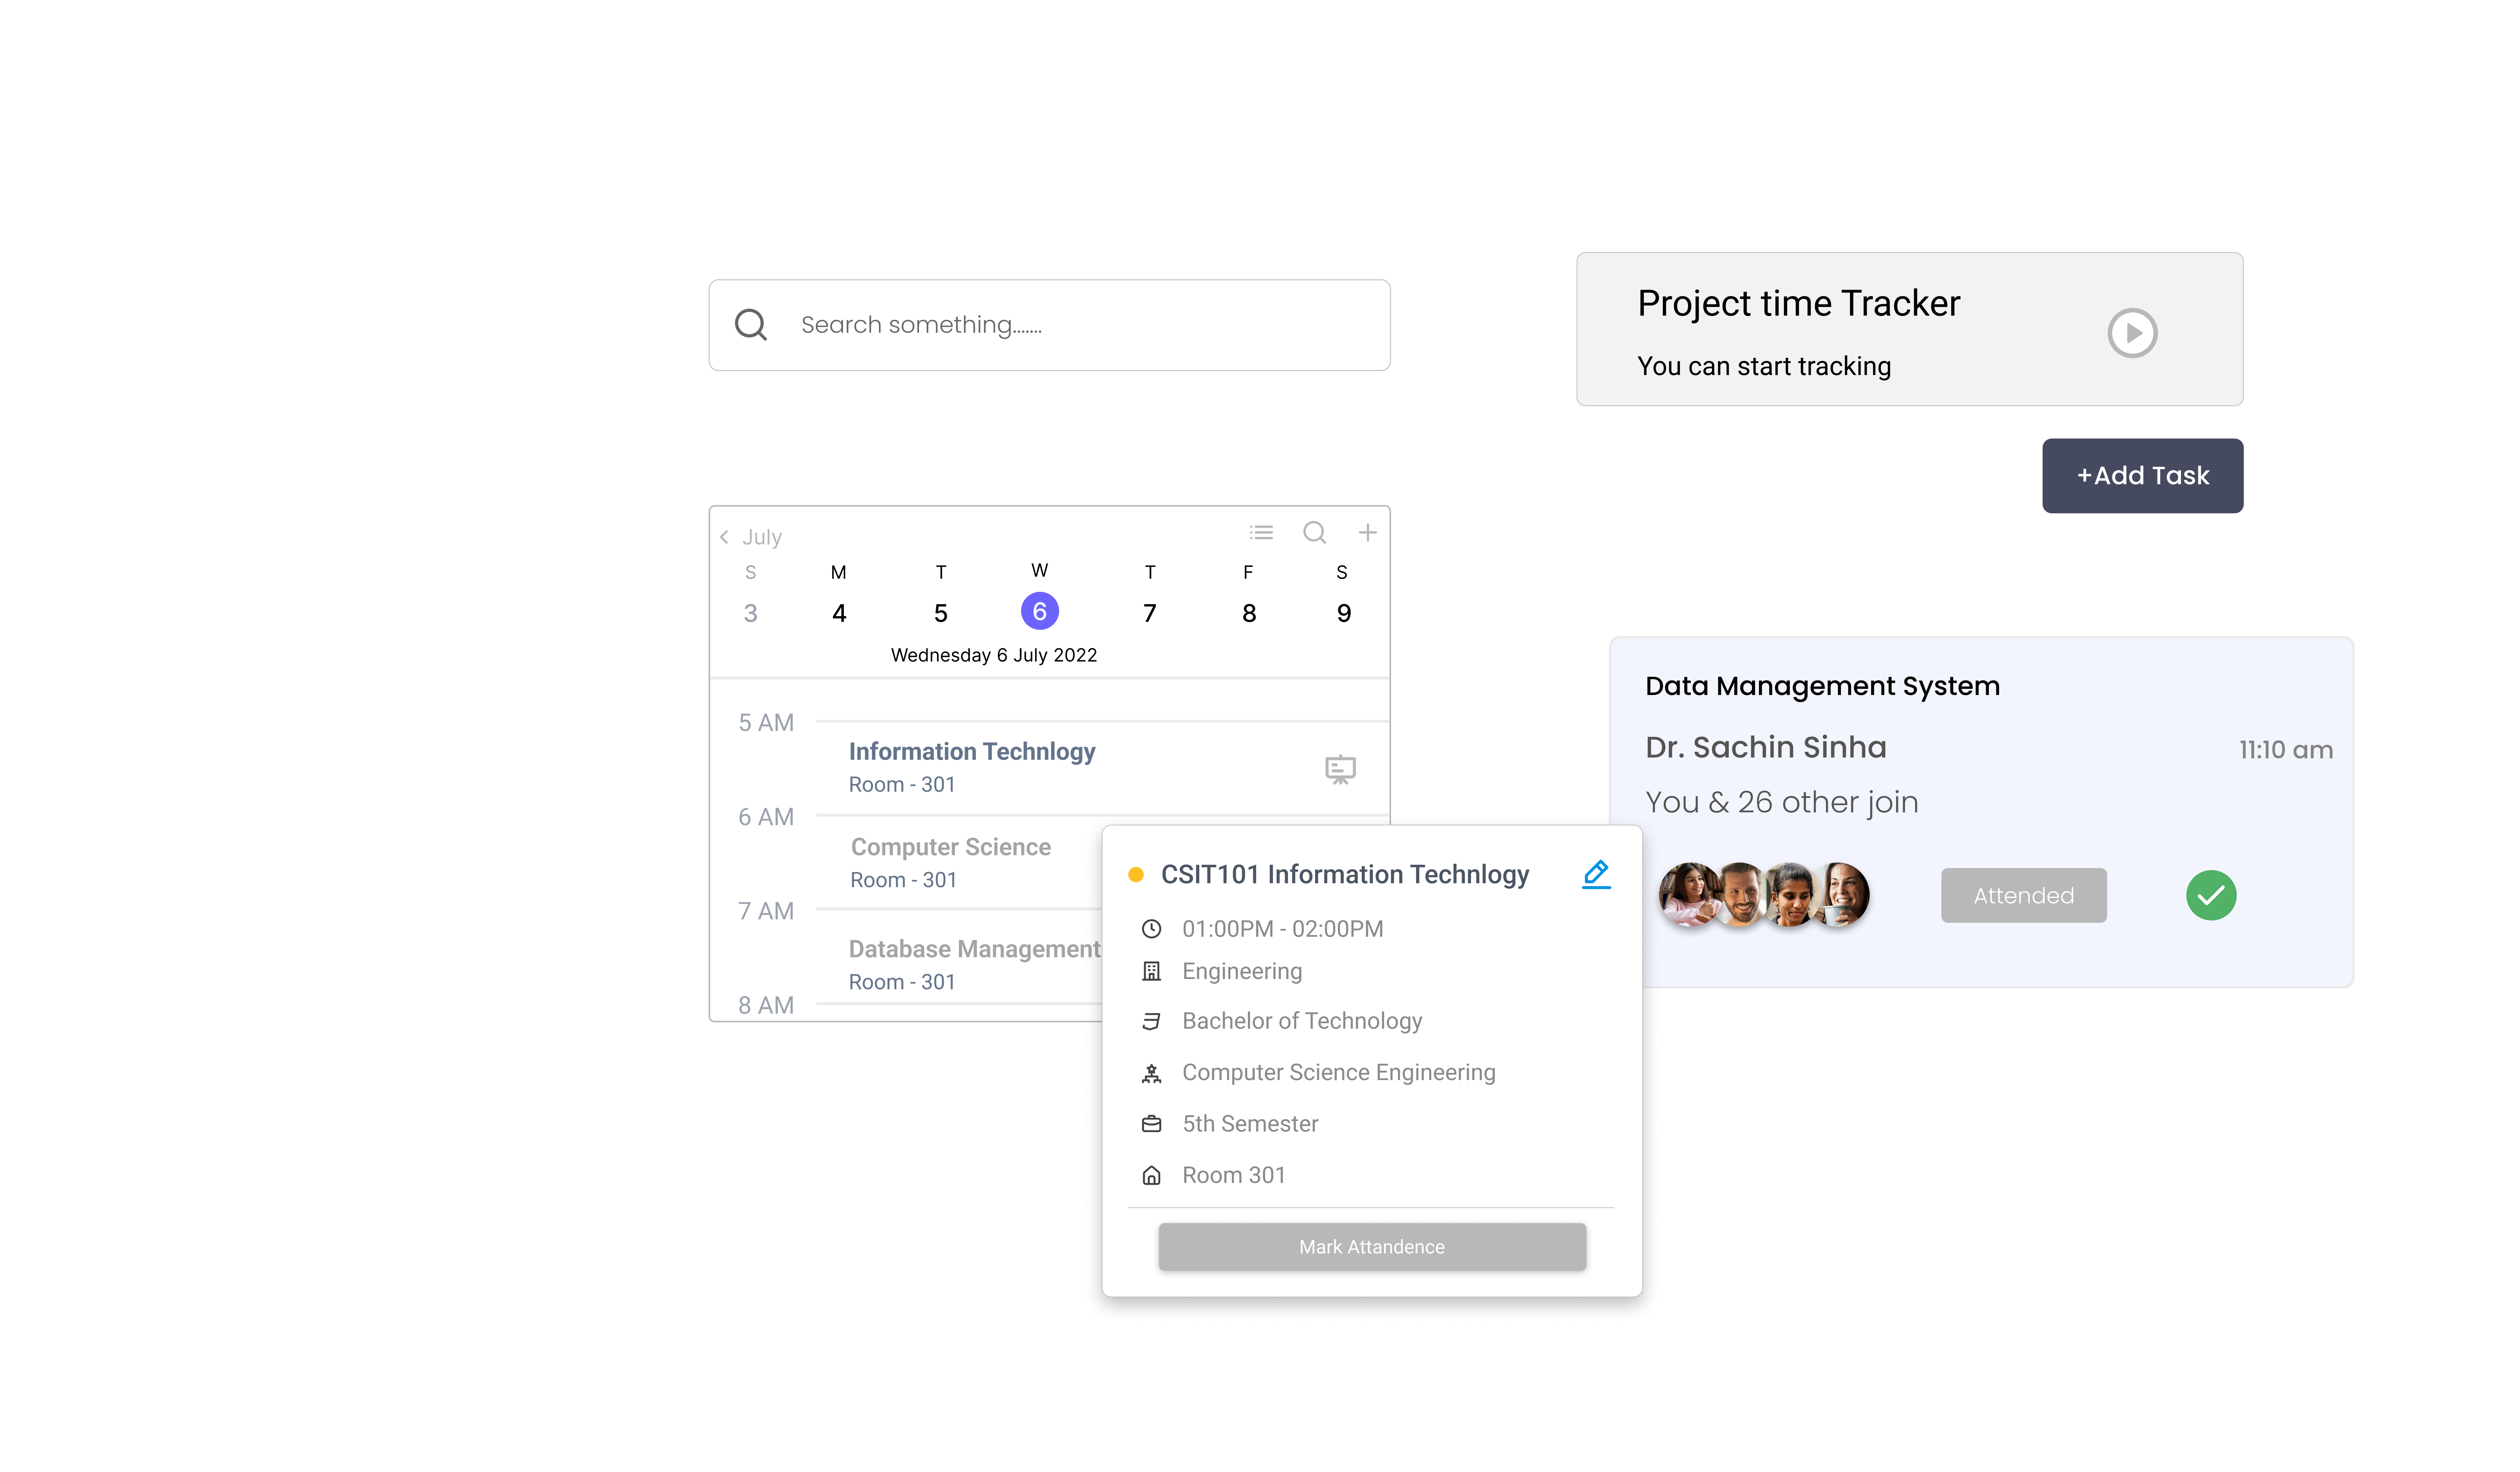 Search something.......
Project time Tracker
You can start tracking
+Add Task
July
S M T W T F S
3 4 5 6 7 8 9
Wednesday 6 July 2022
5 AM
Information Technlogy
Room - 301
6 AM
Computer Science
Room - 301
7 AM
Database Management
Room - 301
8 AM
CSIT101 Information Technlogy
01:00PM - 02:00PM
Engineering
Bachelor of Technology
Computer Science Engineering
5th Semester
Room 301
Mark Attandence
Data Management System
Dr. Sachin Sinha
11:10 am
You & 26 other join
Attended